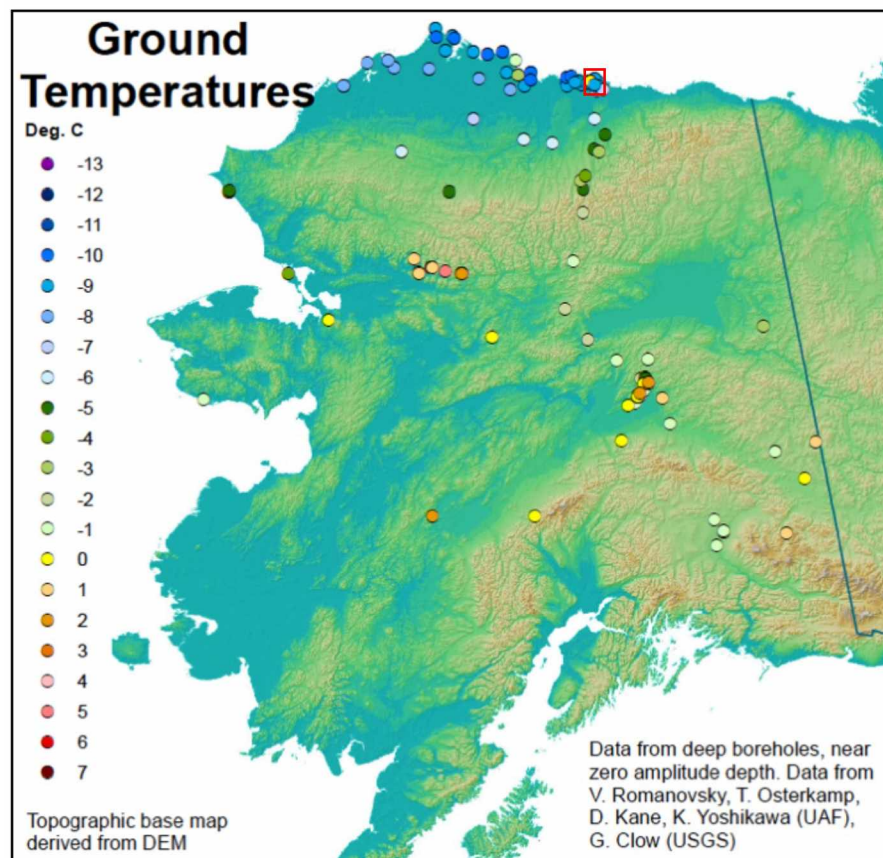 Ground
Temperatures
Deg. C
-13
-12
-11
-10
-9
-8
-7
-6
-5
-4
-3
-2
-1
0
1
2
3
4
5
6
7
Topographic base map
derived from DEM
Data from deep boreholes, near
zero amplitude depth. Data from
V. Romanovsky, T. Osterkamp,
D. Kane, K. Yoshikawa (UAF),
G. Clow (USGS)